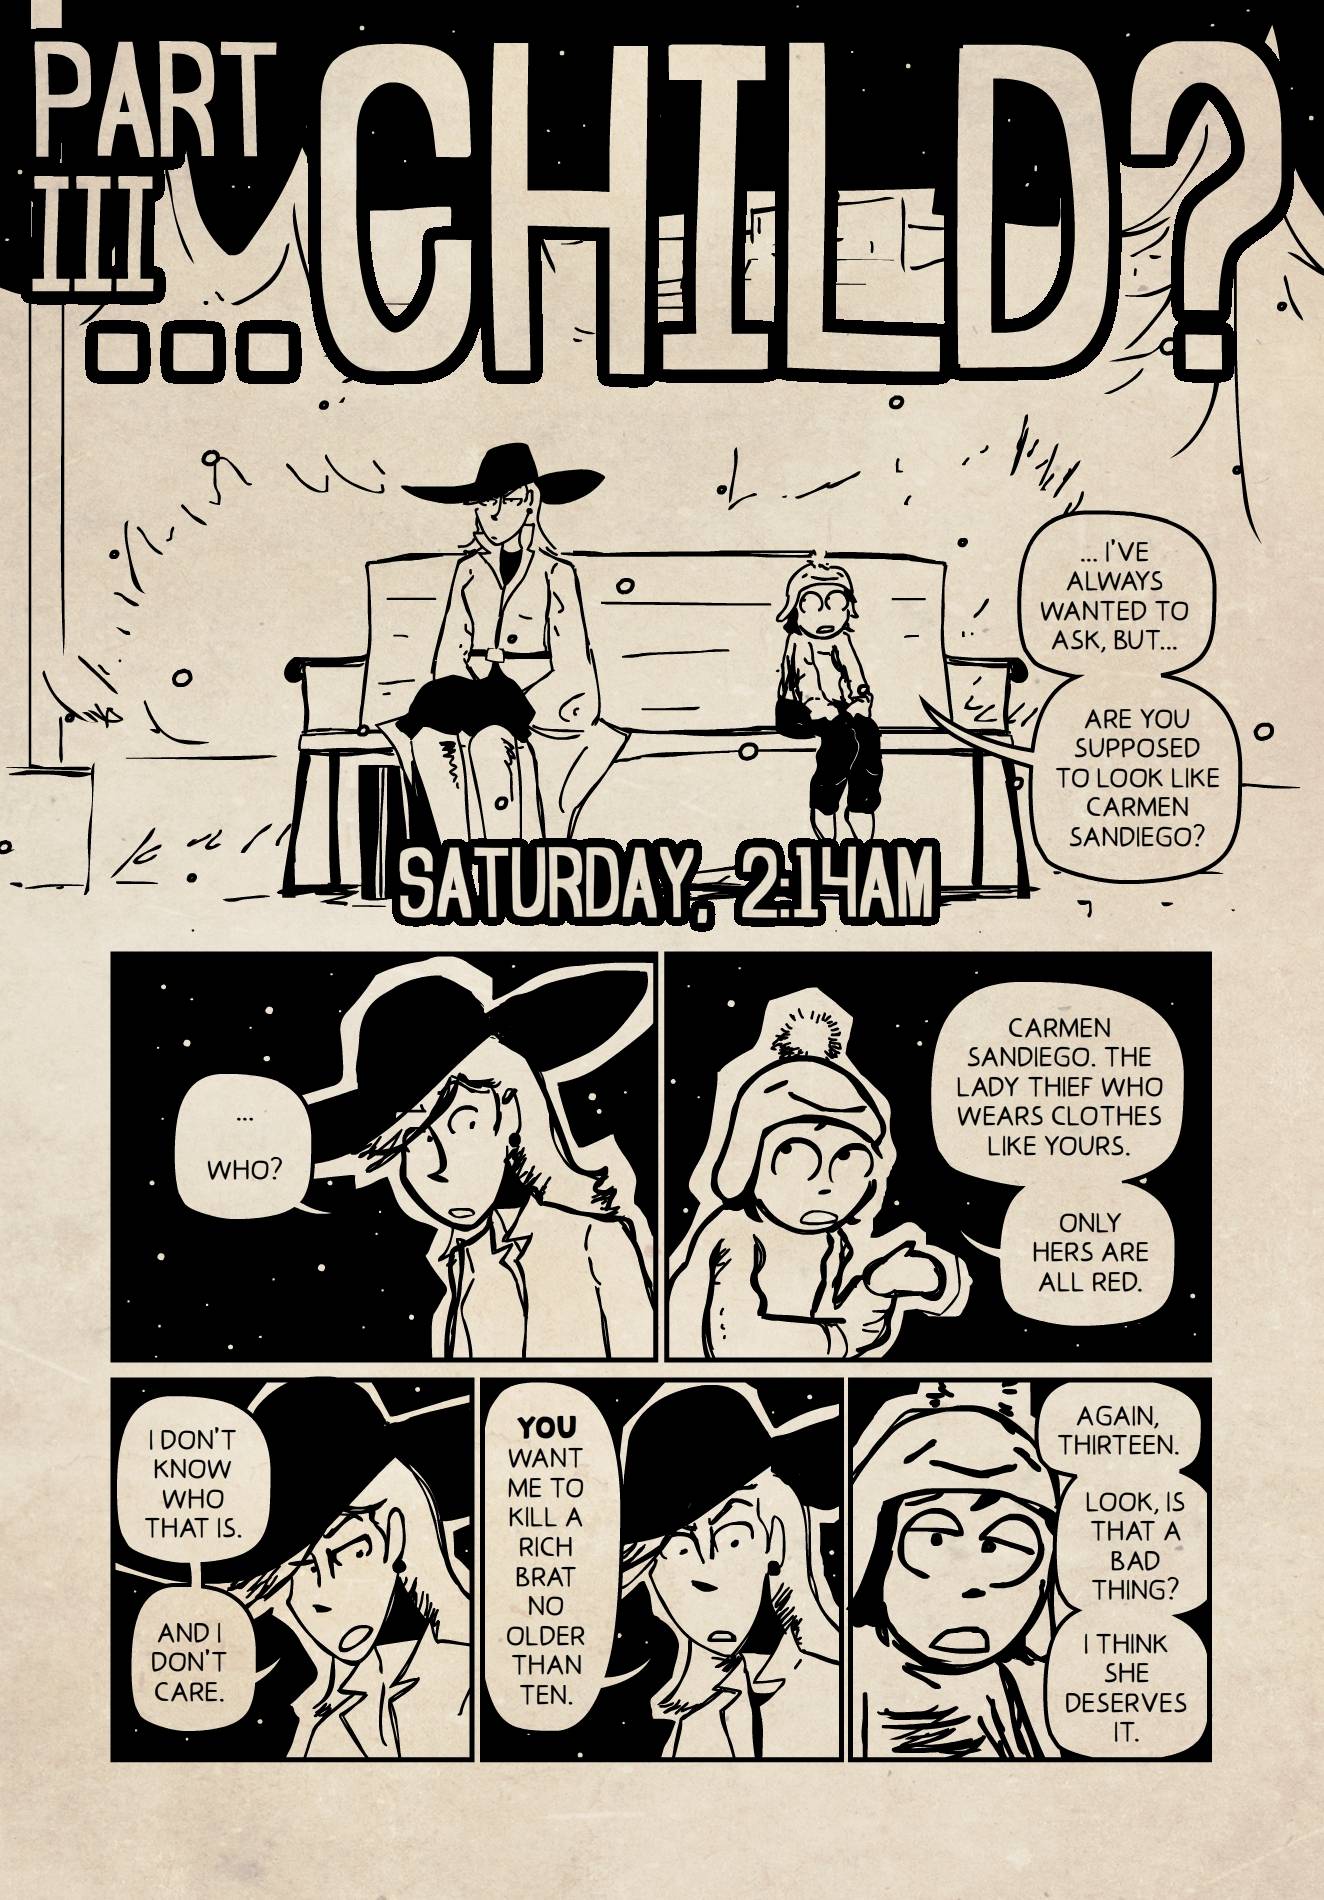 PART
III
...CHILD?
... I'VE
ALWAYS
WANTED TO
ASK, BUT...
ARE YOU
SUPPOSED
TO LOOK LIKE
CARMEN
SANDIEGO?
SATURDAY, 2:14AM
...
WHO?
CARMEN
SANDIEGO. THE
LADY THIEF WHO
WEARS CLOTHES
LIKE YOURS.
ONLY
HERS ARE
ALL RED.
I DON'T
KNOW
WHO
THAT IS.
AND I
DON'T
CARE.
YOU
WANT
ME TO
KILL A
RICH
BRAT
NO
OLDER
THAN
TEN.
AGAIN,
THIRTEEN.
LOOK, IS
THAT A
BAD
THING?
I THINK
SHE
DESERVES
IT.